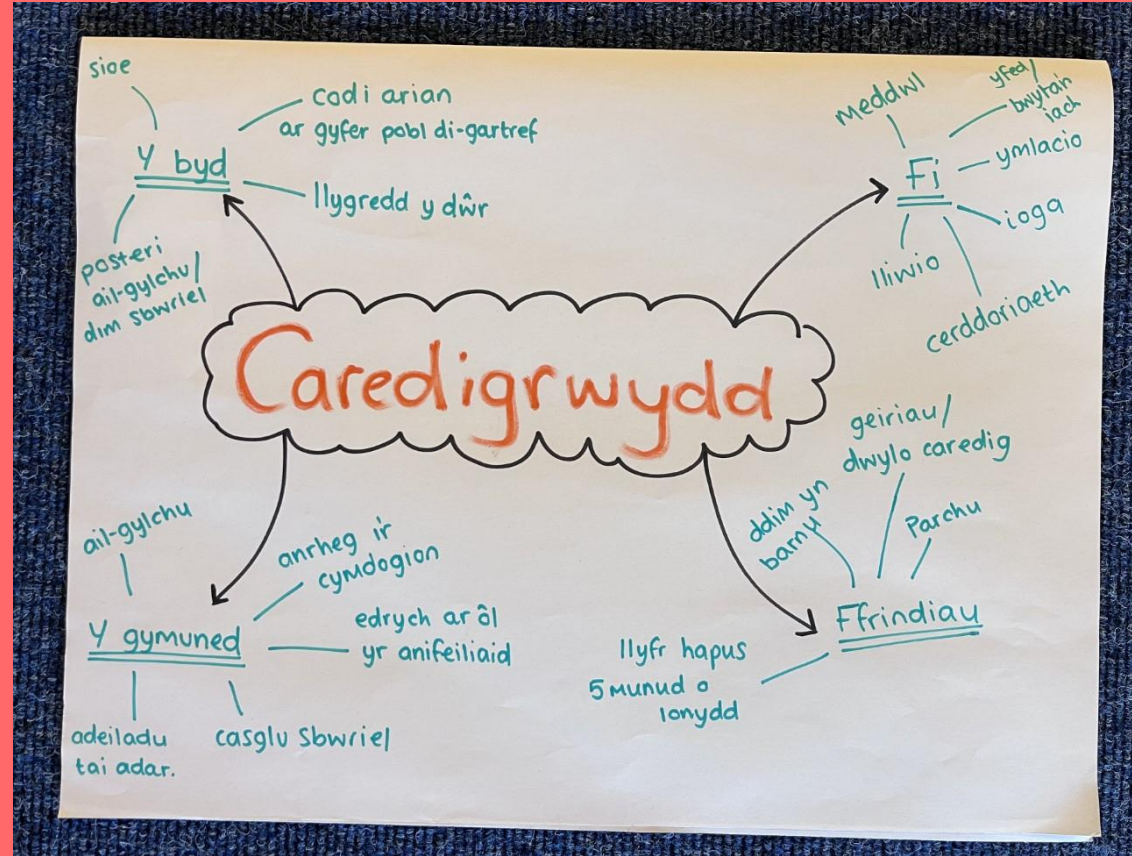 sioe
codi arian
ar gyfer pobl di-gartref
Y byd
llygredd y dŵr
posteri
ail-gylchu/
dim sbwriel
meddwl
yfed/
bwyta'n
iach
Fi
ymlacio
ioga
lliwio
cerddoriaeth
Caredigrwydd
ail-gylchu
anrheg i'r
cymdogion
Y gymuned
edrych ar ôl
yr anifeiliaid
adeiladu
tai adar.
casglu sbwriel
geiriau/
dwylo caredig
ddim yn
barnu
Parchu
Ffrindiau
llyfr hapus
5 munud o
lonydd